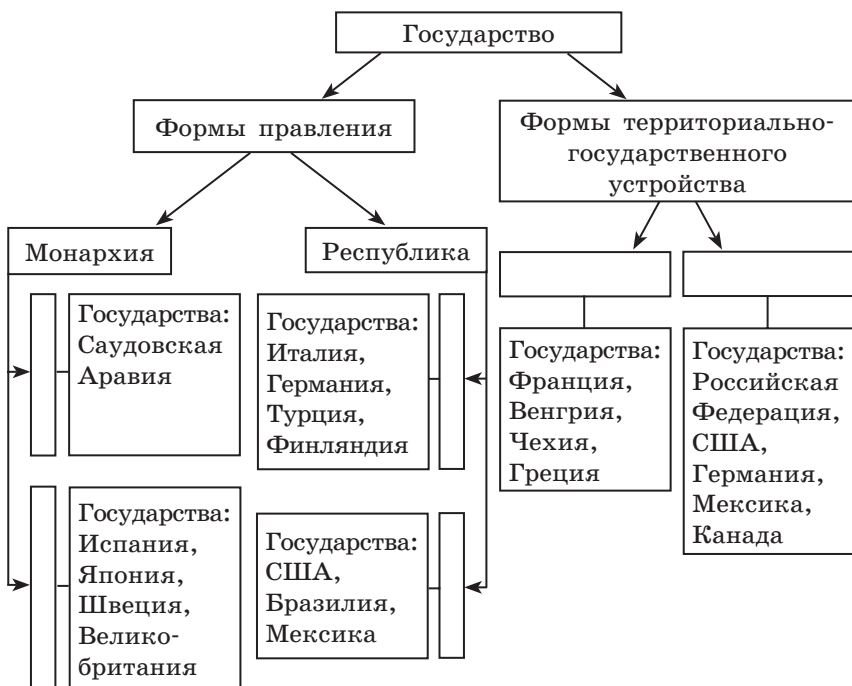 Государство
Формы правления
Формы территориально-
государственного
устройства
Монархия
Республика
Государства:
Саудовская
Аравия
Государства:
Италия,
Германия,
Турция,
Финляндия
Государства:
Франция,
Венгрия,
Чехия,
Греция
Государства:
Российская
Федерация,
США,
Германия,
Мексика,
Канада
Государства:
Испания,
Япония,
Швеция,
Велико-
британия
Государства:
США,
Бразилия,
Мексика